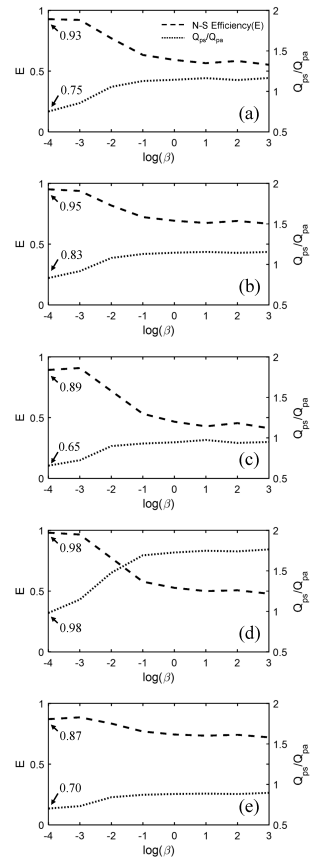 1
0.5
0
E
0.93
0.75
N-S Efficiency(E)
Qps/Qpa
2
1.5
1
0.5
Qps/Qpa
(a)
-4 -3 -2 -1 0 1 2 3
log(β)
1
0.5
0
E
0.95
0.83
2
1.5
1
0.5
Qps/Qpa
(b)
-4 -3 -2 -1 0 1 2 3
log(β)
1
0.5
0
E
0.89
0.65
2
1.5
1
0.5
Qps/Qpa
(c)
-4 -3 -2 -1 0 1 2 3
log(β)
1
0.5
0
E
0.98
0.98
2
1.5
1
0.5
Qps/Qpa
(d)
-4 -3 -2 -1 0 1 2 3
log(β)
1
0.5
0
E
0.87
0.70
2
1.5
1
0.5
Qps/Qpa
(e)
-4 -3 -2 -1 0 1 2 3
log(β)